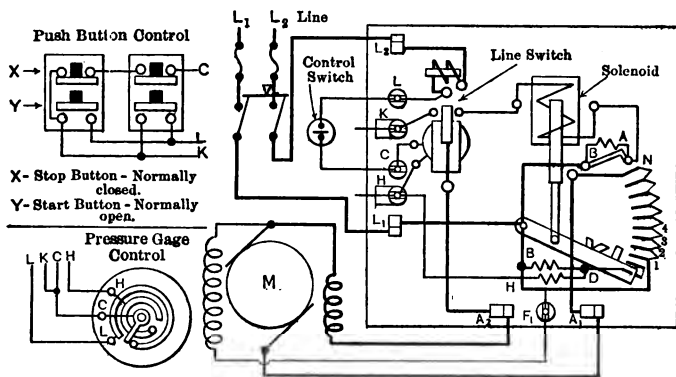 Push Button Control
X
Y
C
L
K
X- Stop Button - Normally
closed.
Y- Start Button - Normally
open.
Pressure Gage
Control
L K C H
H
C
L
L1 L2 Line
Control
Switch
M.
L2
L
K
C
H
L1
Line Switch
Solenoid
A
B
N
4
3
2
1
B
H
D
A2
F1
A1